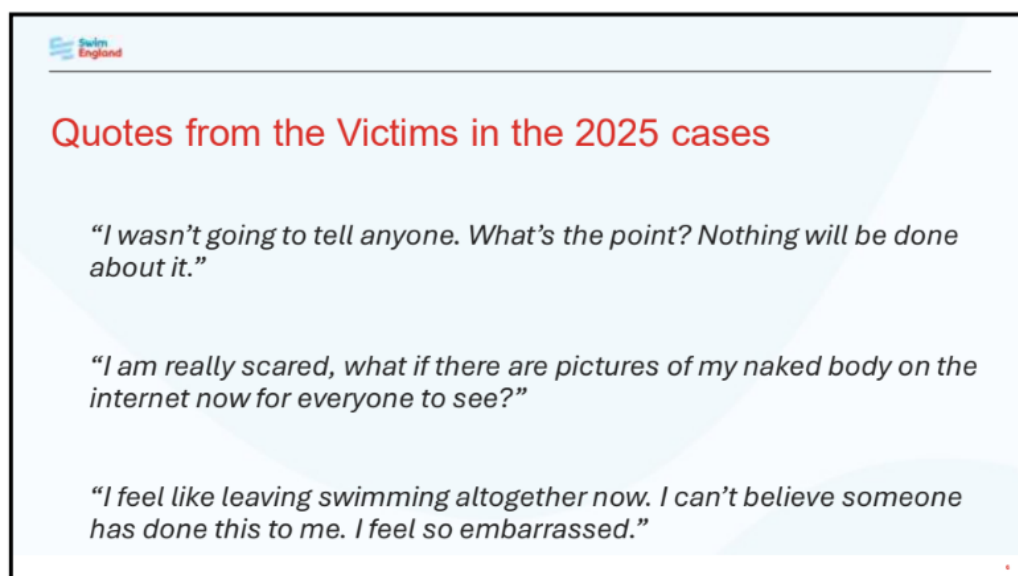 Swim
England
Quotes from the Victims in the 2025 cases
“I wasn’t going to tell anyone. What’s the point? Nothing will be done
about it.”
“I am really scared, what if there are pictures of my naked body on the
internet now for everyone to see?”
“I feel like leaving swimming altogether now. I can’t believe someone
has done this to me. I feel so embarrassed.”